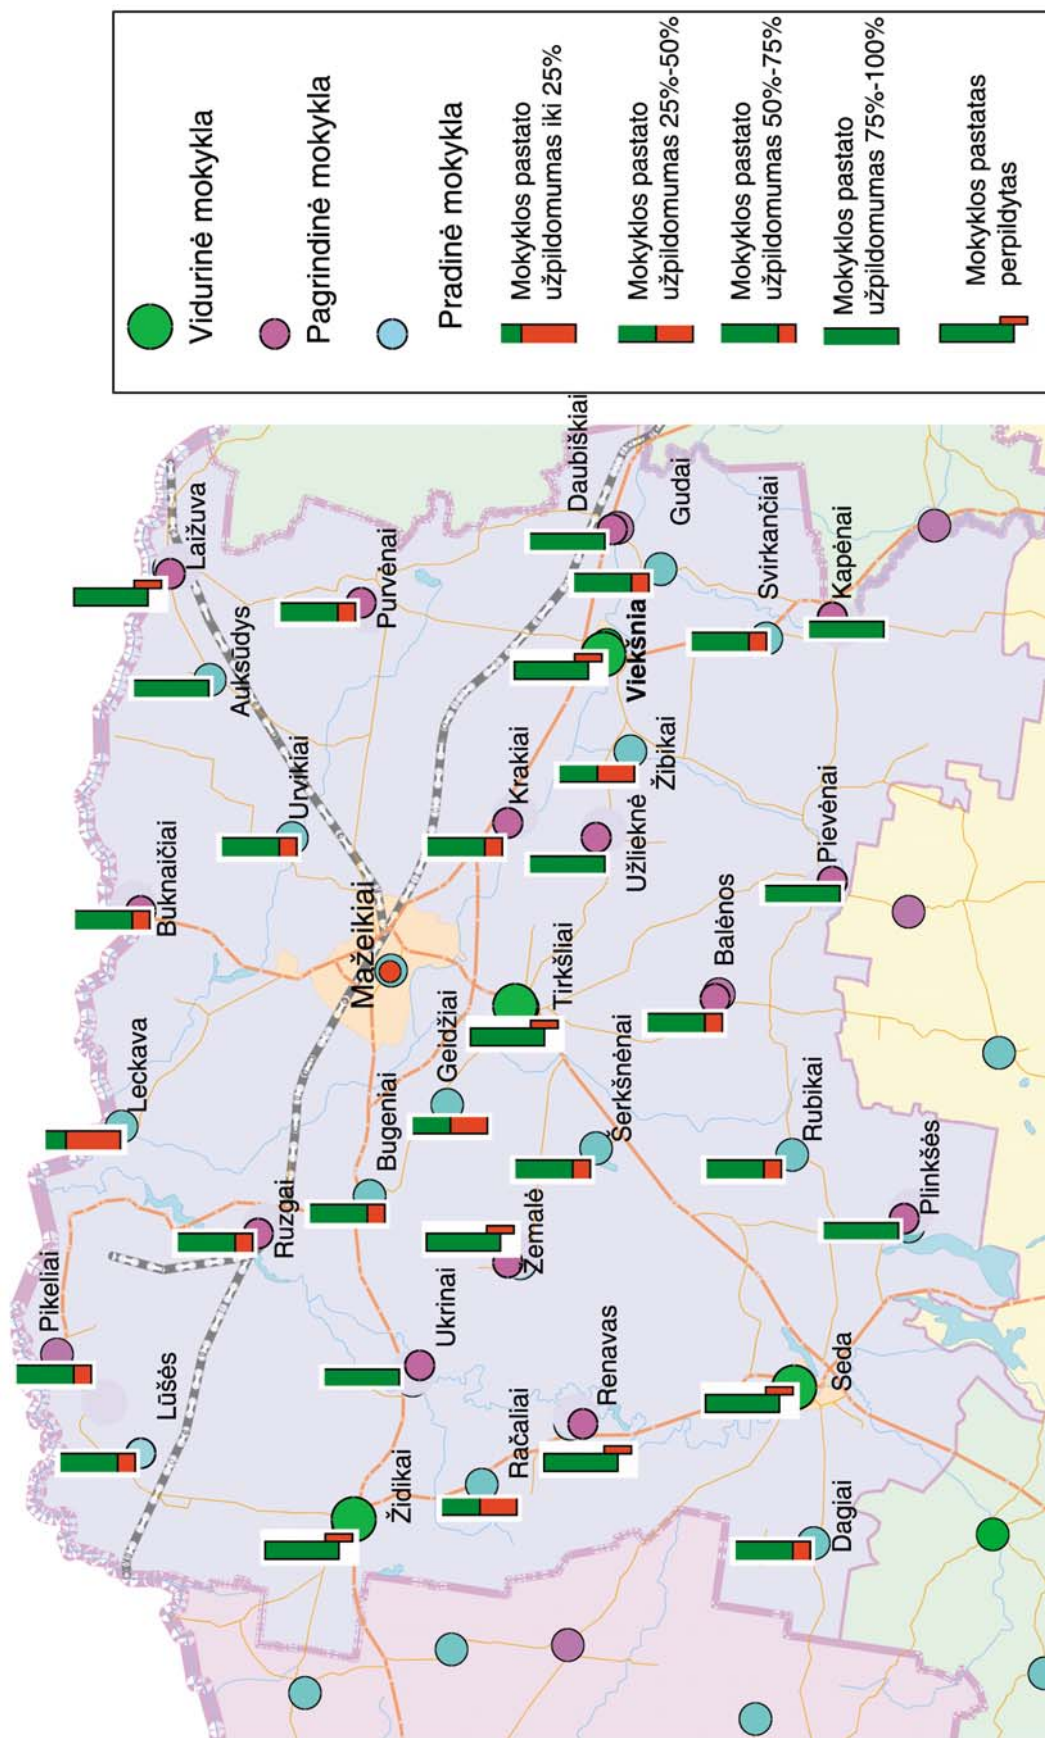 Pikeliai
Lūšės
Leckava
Buknaičiai
Laižuva
Aukšūdys
Ruzgai
Urvikiai
Purvėnai
Židikai
Bugeniai
Mažeikiai
Ukrinai
Geidžiai
Krakiai
Račaliai
Žemalė
Tirkšliai
Daubiškiai
Renavas
Šerkšnėnai
Užlieknė
Viekšnia
Žibikai
Gudai
Balėnos
Svirkančiai
Seda
Rubikai
Pievėnai
Kapėnai
Dagiai
Plinkšės
Vidurinė mokykla
Pagrindinė mokykla
Pradinė mokykla
Mokyklos pastato
užpildomumas iki 25%
Mokyklos pastato
užpildomumas 25%-50%
Mokyklos pastato
užpildomumas 50%-75%
Mokyklos pastato
užpildomumas 75%-100%
Mokyklos pastatas
perpildytas